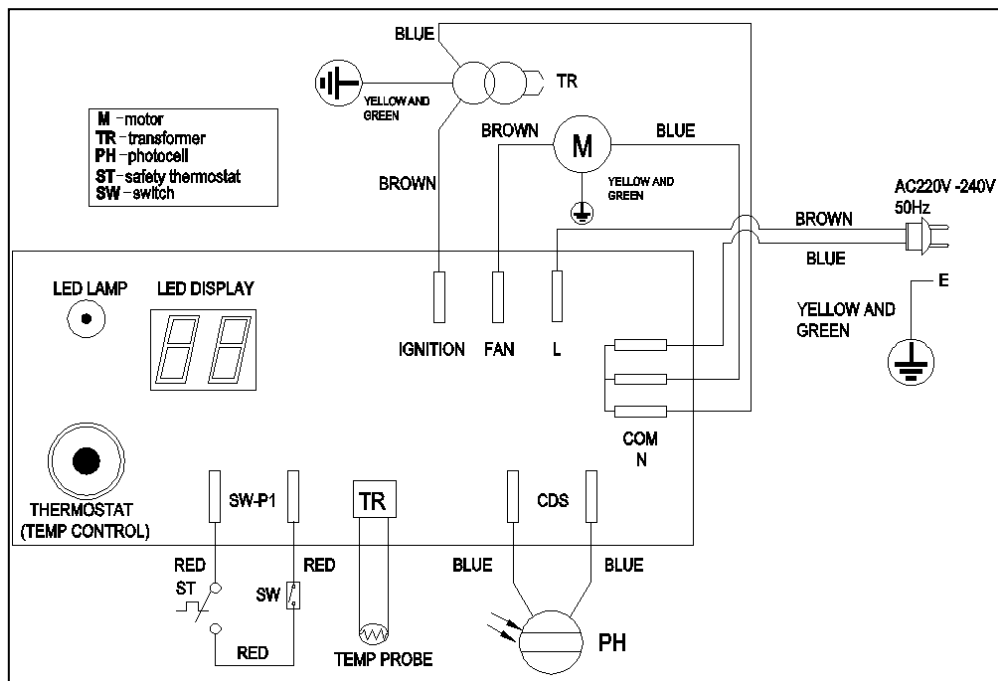 BLUE
TR
YELLOW AND
GREEN
M -motor
TR -transformer
PH -photocell
ST -safety thermostat
SW -switch
BROWN
M
BLUE
BROWN
YELLOW AND
GREEN
AC220V -240V
50Hz
BROWN
BLUE
E
YELLOW AND
GREEN
LED LAMP
LED DISPLAY
88
IGNITION
FAN
L
COM
N
THERMOSTAT
(TEMP CONTROL)
SW-P1
TR
CDS
RED
ST
SW
RED
RED
TEMP PROBE
BLUE
BLUE
PH